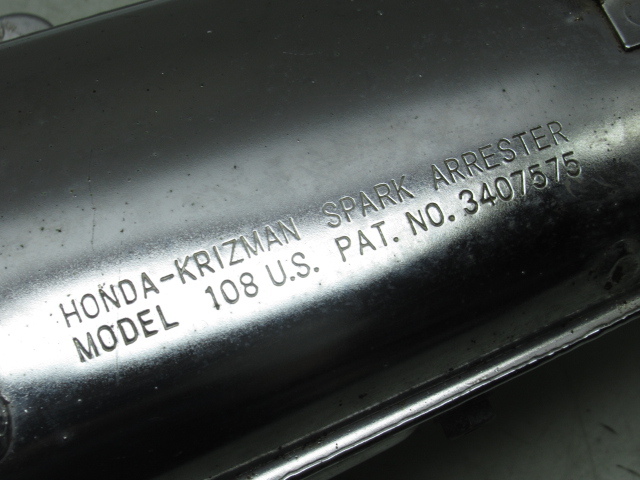 HONDA-KRIZMAN SPARK ARRESTER
MODEL 108 U.S. PAT. NO. 3407575